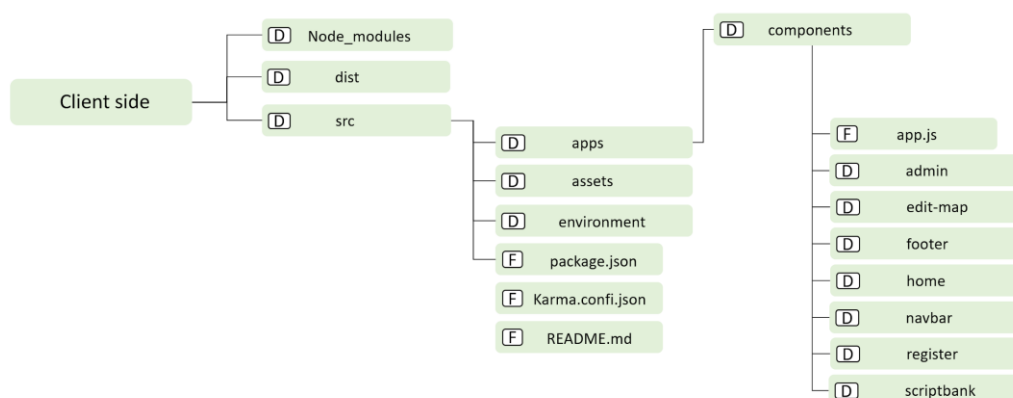 Client side
D Node_modules
D dist
D src
D apps
D assets
D environment
F package.json
F Karma.confi.json
F README.md
D components
F app.js
D admin
D edit-map
D footer
D home
D navbar
D register
D scriptbank